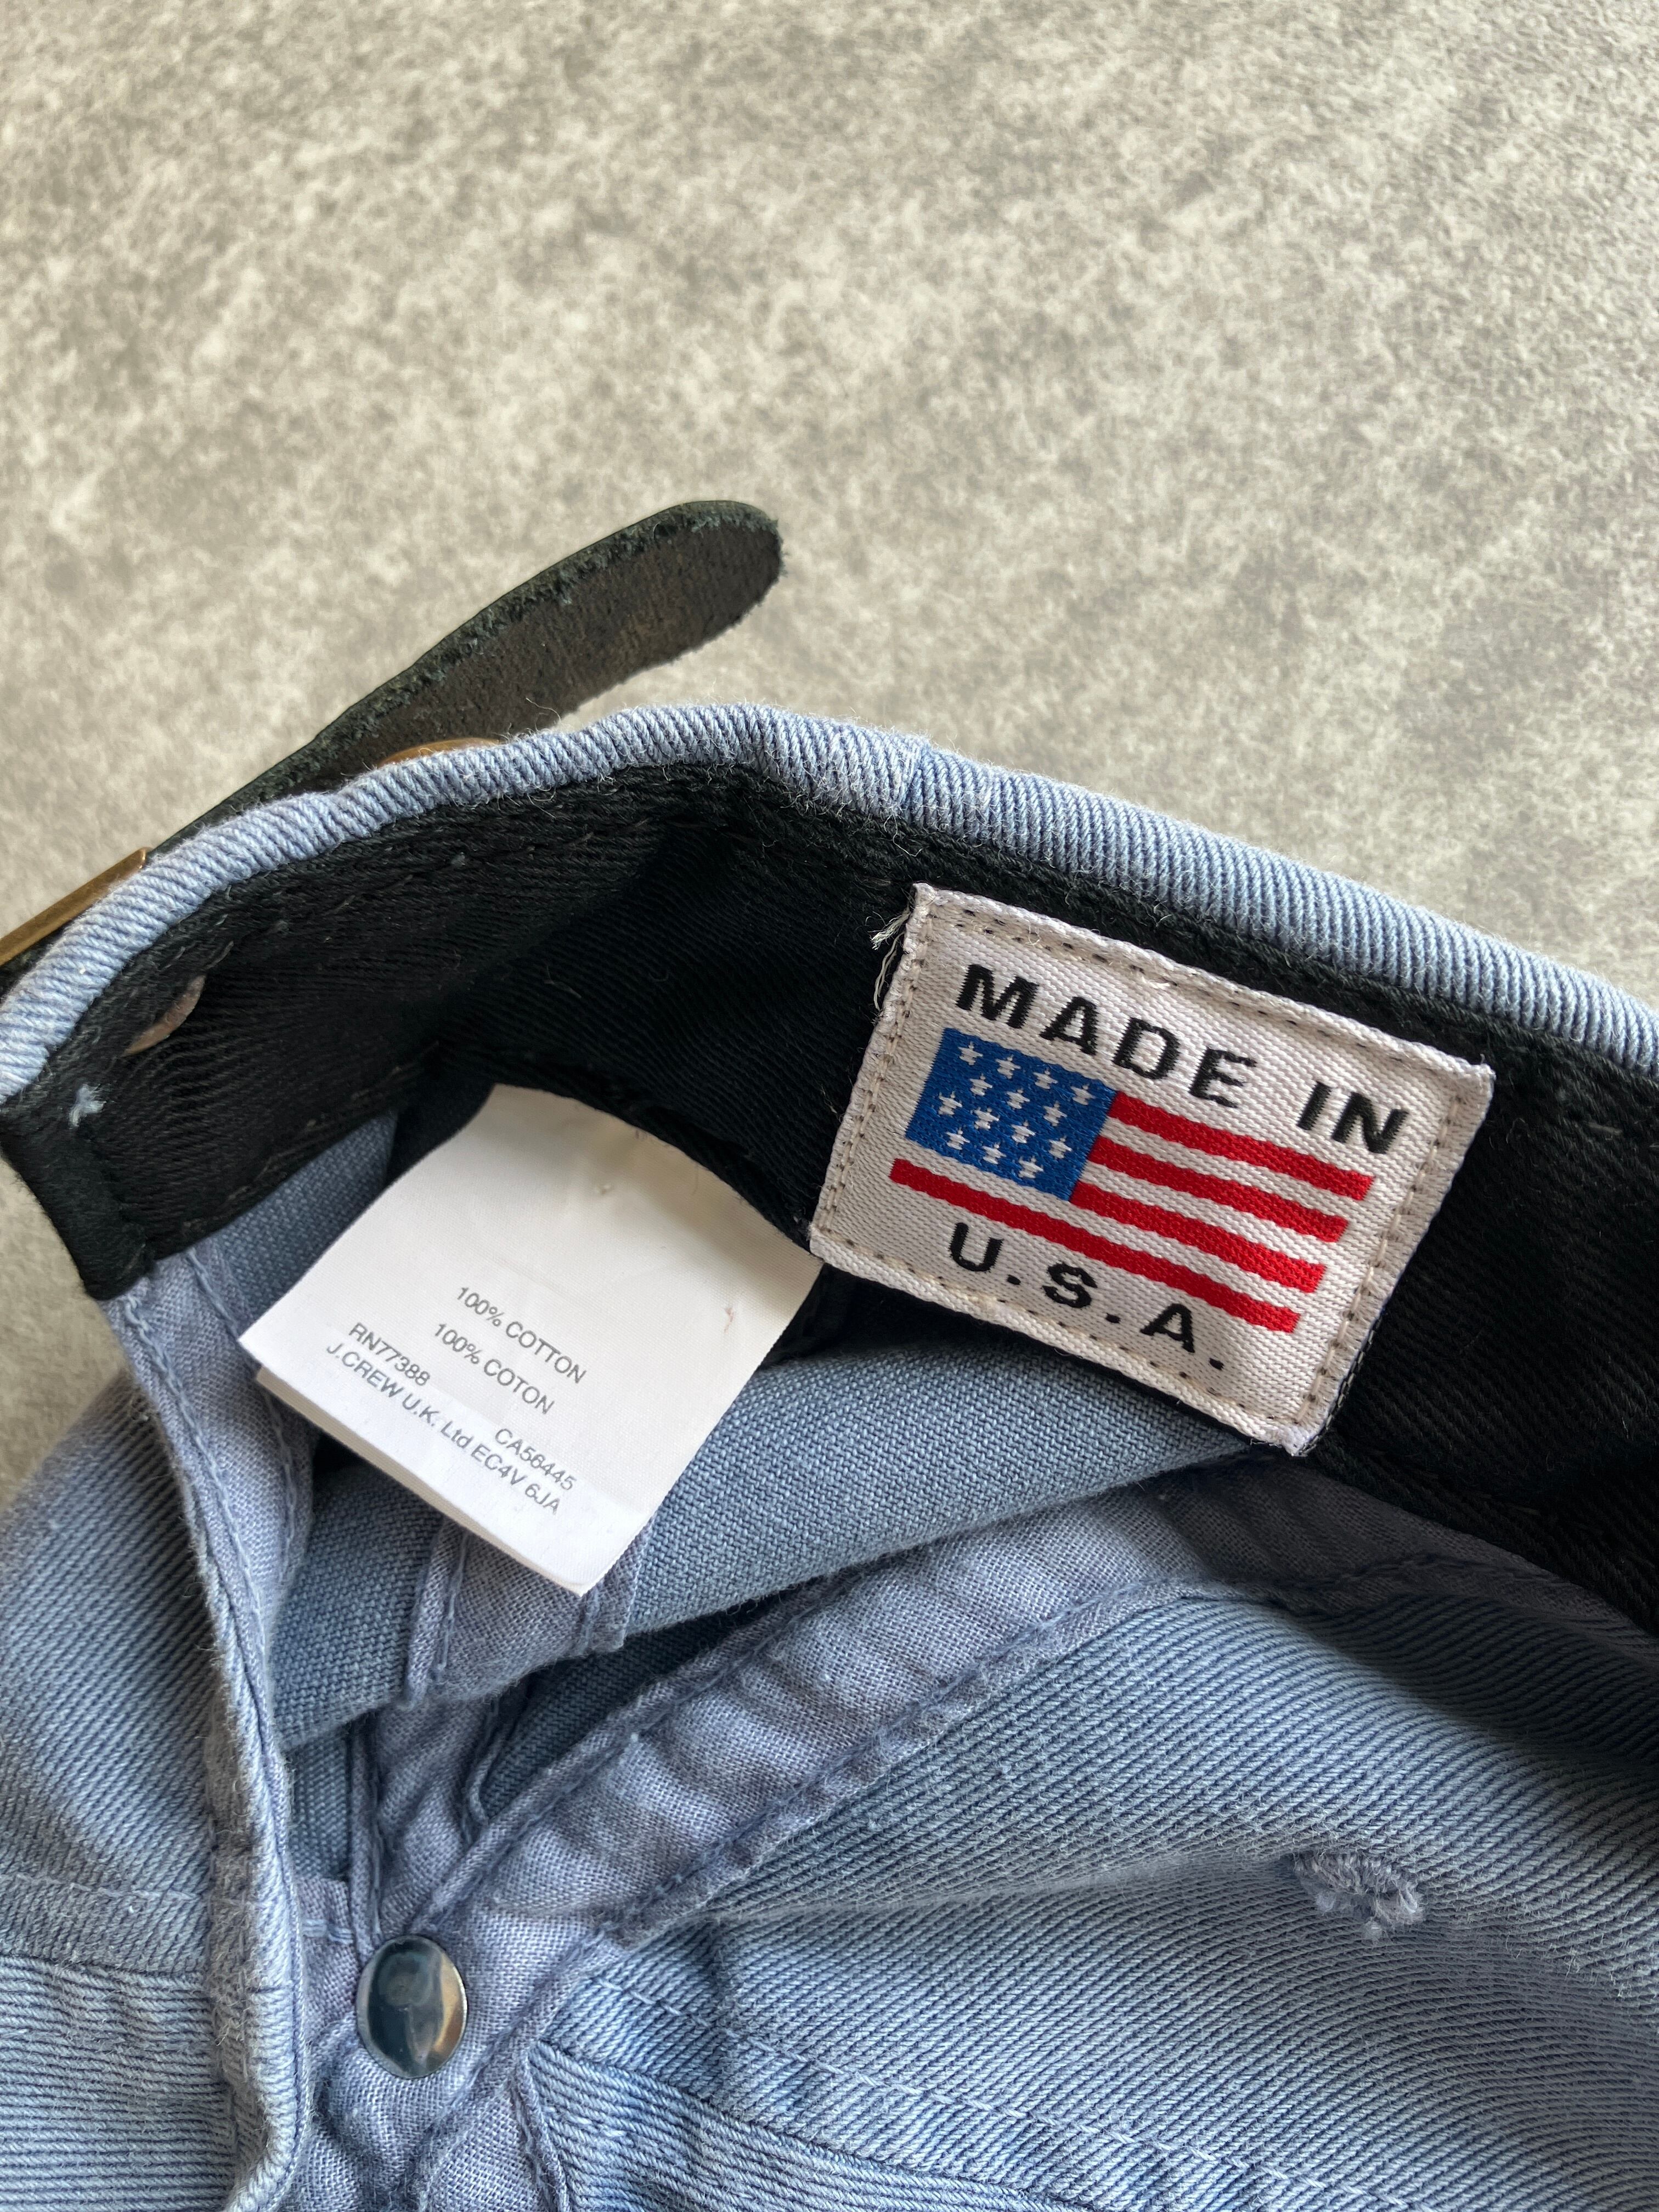 MADE IN
U.S.A.
100% COTTON
100% COTON
RN77388 CA56445
J.CREW U.K. Ltd EC4V 6JA